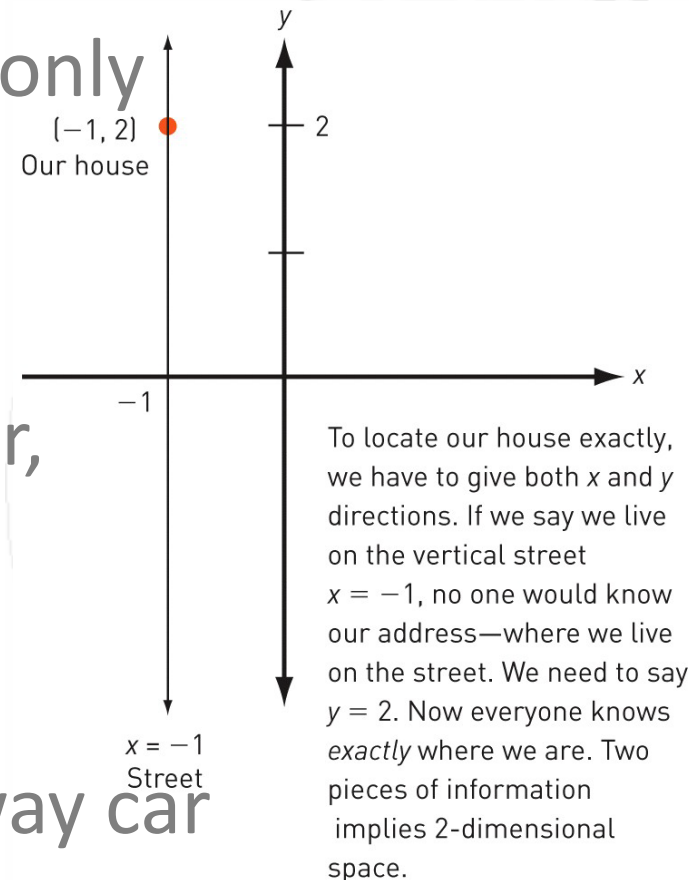 y
only
(−1, 2)
2
Our house
x
−1
r,
To locate our house exactly,
we have to give both x and y
directions. If we say we live
on the vertical street
x = −1, no one would know
our address—where we live
on the street. We need to say
y = 2. Now everyone knows
exactly where we are. Two
pieces of information
implies 2-dimensional
space.
x = −1
Street
way car